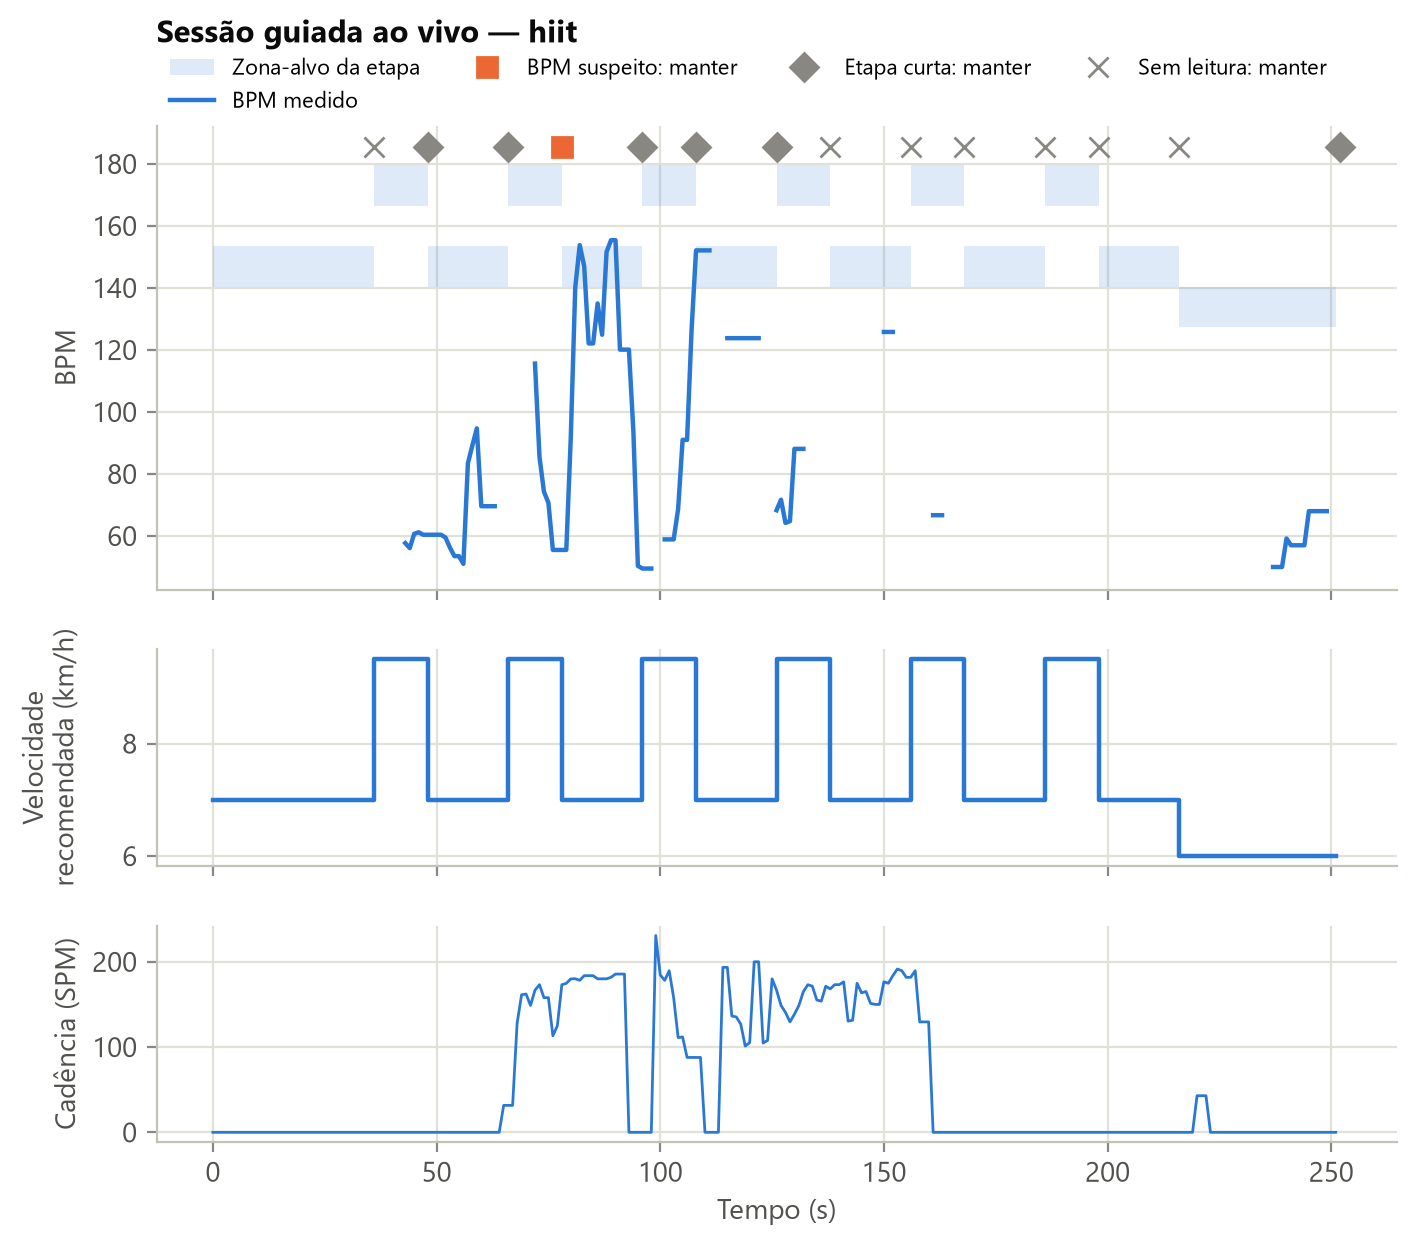 Sessão guiada ao vivo — hiit
Zona-alvo da etapa
BPM suspeito: manter
Etapa curta: manter
Sem leitura: manter
BPM medido
180
160
140
120
100
80
60
BPM
8
6
Velocidade
recomendada (km/h)
200
100
0
Cadência (SPM)
0 50 100 150 200 250
Tempo (s)